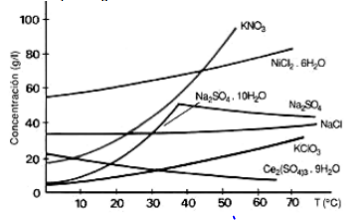 Concentración (g/l)
100
80
60
40
20
0
KNO₃
NiCl₂ . 6H₂O
Na₂SO₄ . 10H₂O
Na₂SO₄
NaCl
KClO₃
Ce₂(SO₄)₃ . 9H₂O
10 20 30 40 50 60 70 T (°C)